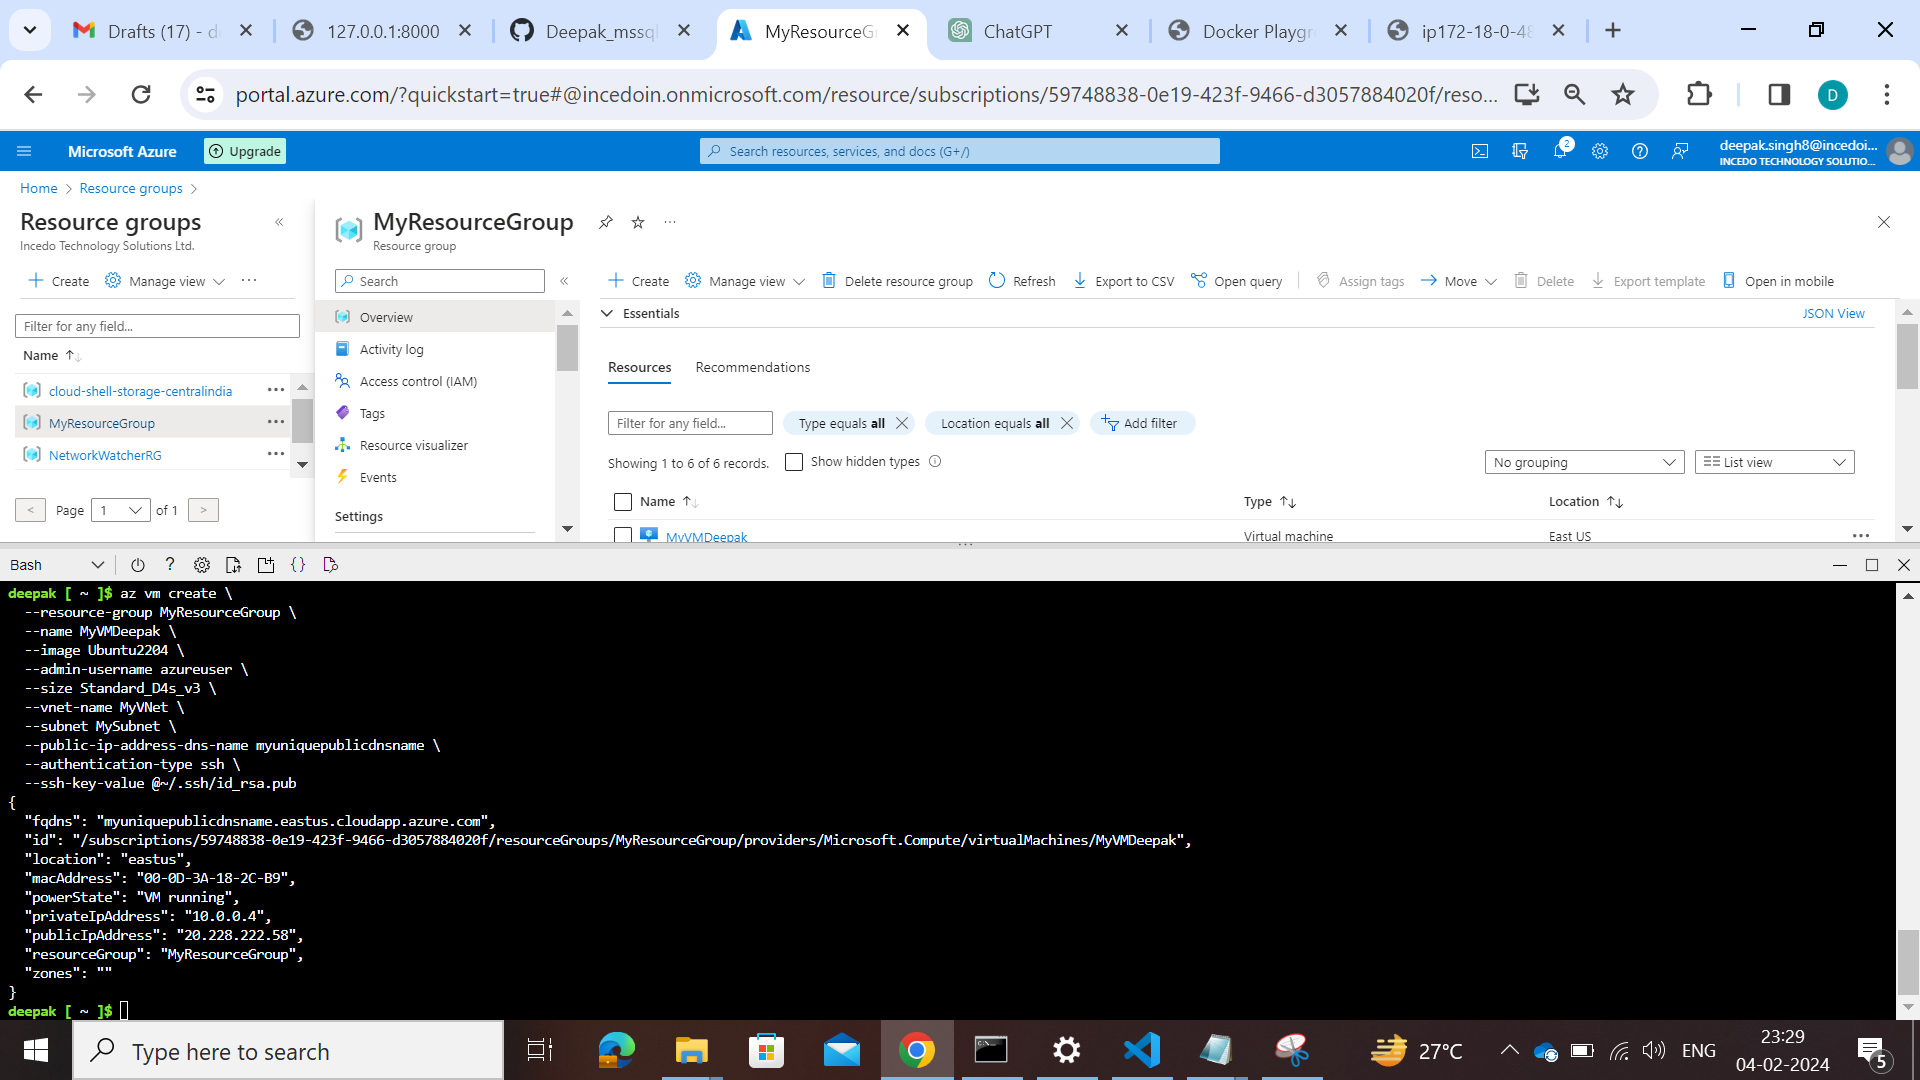 Drafts (17) - d
127.0.0.1:8000
Deepak_mssql
MyResourceGr
ChatGPT
Docker Playgr
ip172-18-0-48
portal.azure.com/?quickstart=true#@incedoin.onmicrosoft.com/resource/subscriptions/59748838-0e19-423f-9466-d3057884020f/reso...
D
Microsoft Azure
Upgrade
Search resources, services, and docs (G+/)
2
deepak.singh8@incedoi...
INCEDO TECHNOLOGY SOLUTIO...
Home > Resource groups >
Resource groups
Incedo Technology Solutions Ltd.
Create Manage view ...
Filter for any field...
Name
cloud-shell-storage-centralindia
MyResourceGroup
NetworkWatcherRG
< Page 1 of 1 >
MyResourceGroup
Resource group
Search
Overview
Activity log
Access control (IAM)
Tags
Resource visualizer
Events
Settings
Create Manage view Delete resource group Refresh Export to CSV Open query Assign tags Move Delete Export template Open in mobile
Essentials JSON View
Resources Recommendations
Filter for any field... Type equals all Location equals all Add filter
Showing 1 to 6 of 6 records. Show hidden types No grouping List view
Name Type Location
MyVMDeepak Virtual machine East US
Bash
deepak [ ~ ]$ az vm create \
--resource-group MyResourceGroup \
--name MyVMDeepak \
--image Ubuntu2204 \
--admin-username azureuser \
--size Standard_D4s_v3 \
--vnet-name MyVNet \
--subnet MySubnet \
--public-ip-address-dns-name myuniquepublicdnsname \
--authentication-type ssh \
--ssh-key-value @~/.ssh/id_rsa.pub
{
"fqdns": "myuniquepublicdnsname.eastus.cloudapp.azure.com",
"id": "/subscriptions/59748838-0e19-423f-9466-d3057884020f/resourceGroups/MyResourceGroup/providers/Microsoft.Compute/virtualMachines/MyVMDeepak",
"location": "eastus",
"macAddress": "00-0D-3A-18-2C-B9",
"powerState": "VM running",
"privateIpAddress": "10.0.0.4",
"publicIpAddress": "20.228.222.58",
"resourceGroup": "MyResourceGroup",
"zones": ""
}
deepak [ ~ ]$
Type here to search
27°C
ENG
23:29
04-02-2024
5